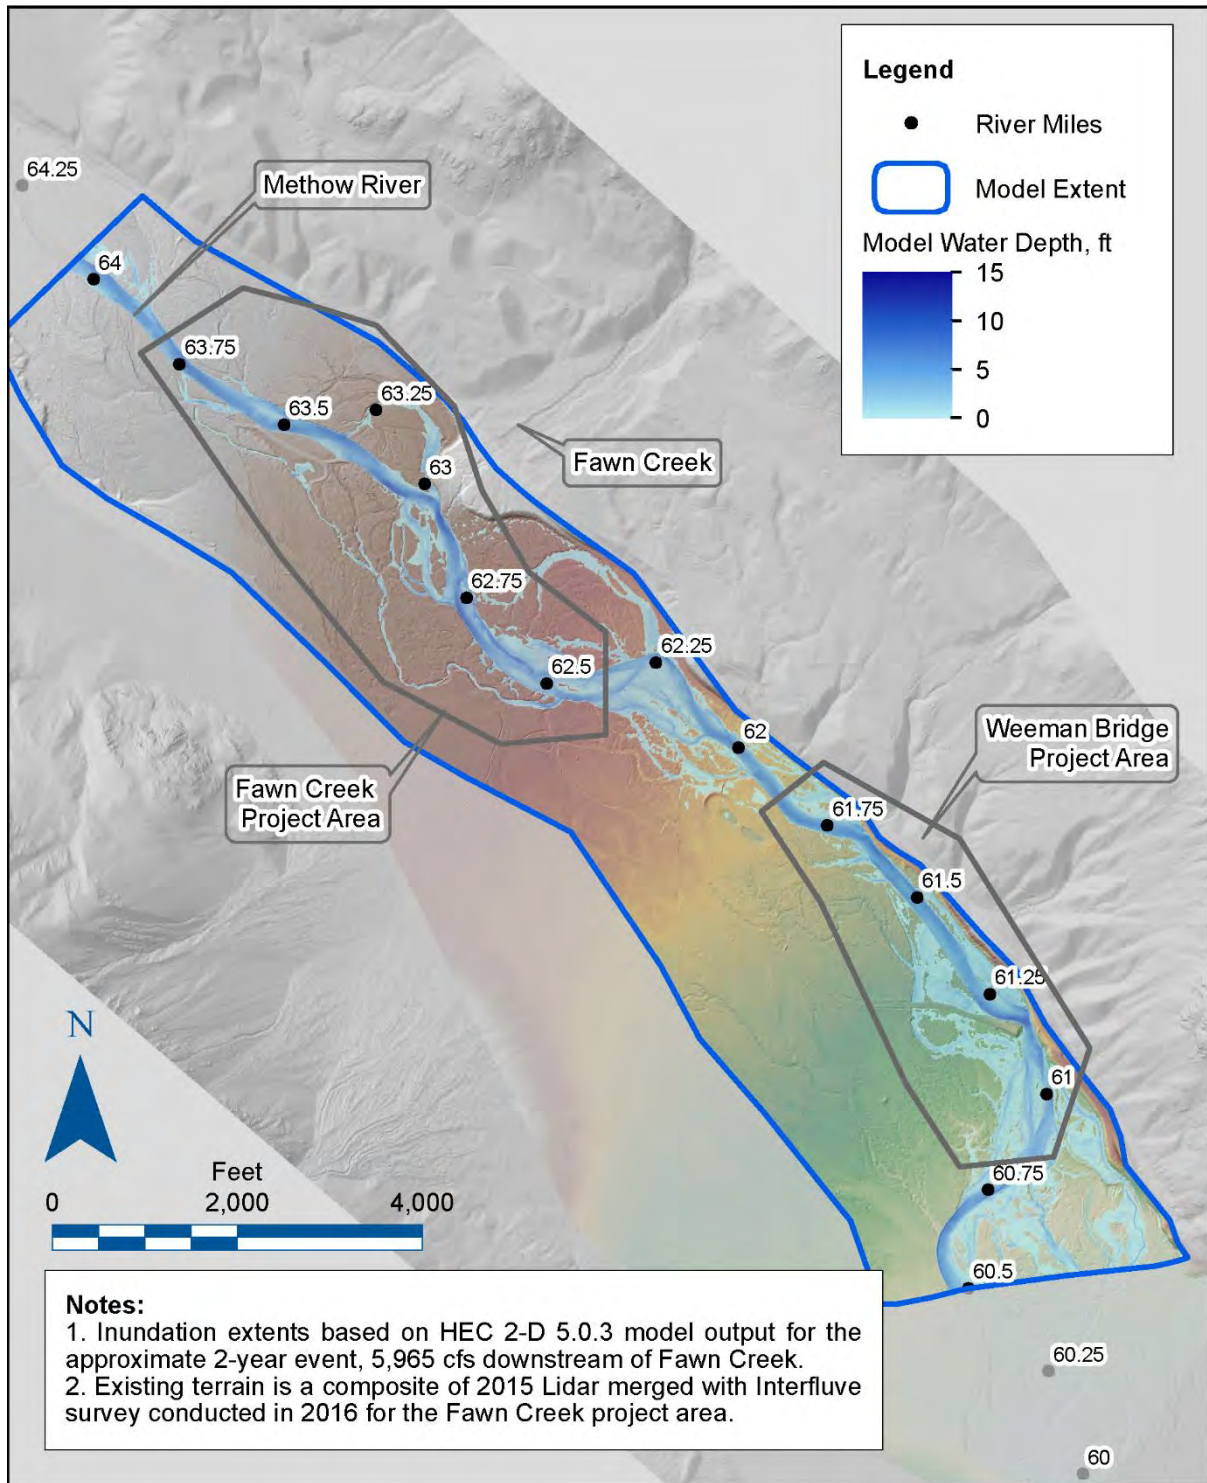 Legend
River Miles
Model Extent
Model Water Depth, ft
15
10
5
0
64.25
Methow River
64
63.75
63.5
63.25
63
Fawn Creek
62.75
62.5
62.25
62
Weeman Bridge
Project Area
Fawn Creek
Project Area
61.75
61.5
61.25
61
60.75
60.5
60.25
60
N
Feet
0 2,000 4,000
Notes:
1. Inundation extents based on HEC 2-D 5.0.3 model output for the
approximate 2-year event, 5,965 cfs downstream of Fawn Creek.
2. Existing terrain is a composite of 2015 Lidar merged with Interfluve
survey conducted in 2016 for the Fawn Creek project area.